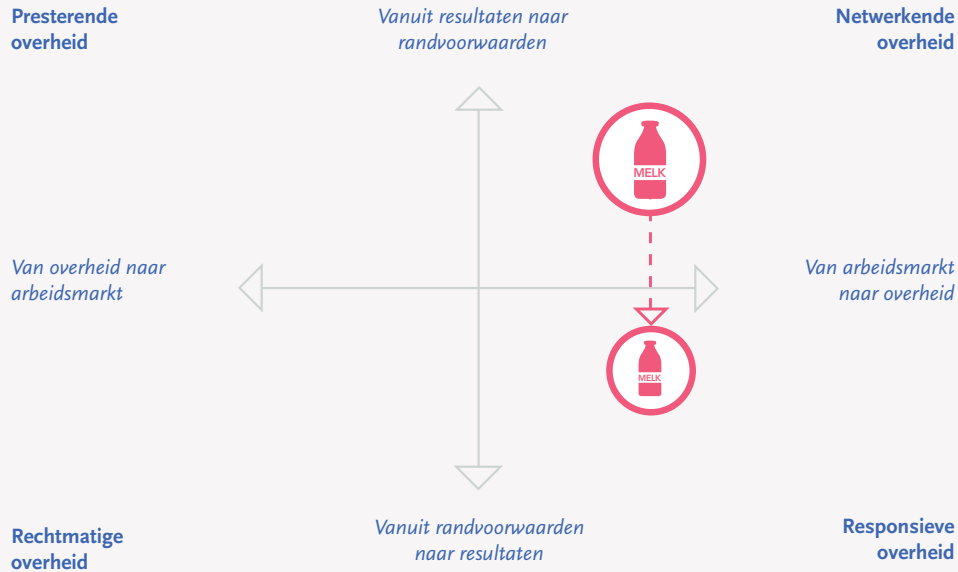 Presterende
overheid
Vanuit resultaten naar
randvoorwaarden
Netwerkende
overheid
MELK
Van overheid naar
arbeidsmarkt
Van arbeidsmarkt
naar overheid
MELK
Rechtmatige
overheid
Vanuit randvoorwaarden
naar resultaten
Responsieve
overheid